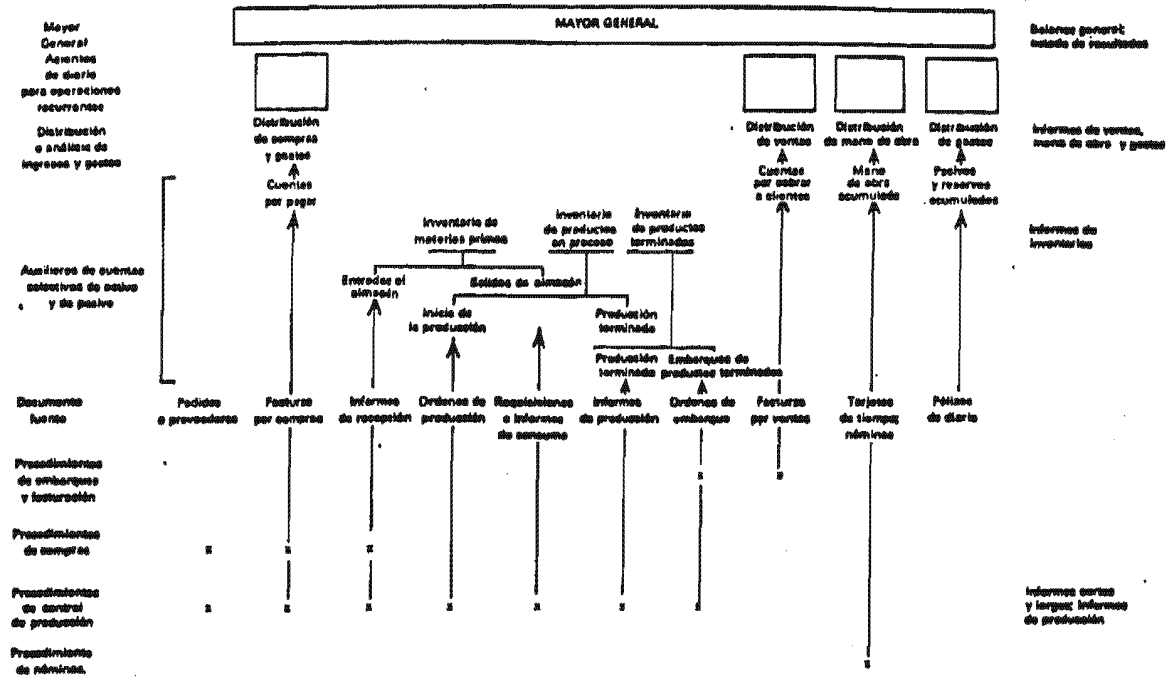 MAYOR GENERAL
Mayor
General
Asientos
de diario
para operaciones
recurrentes
Balance general;
estado de resultados
Distribución
o análisis de
ingresos y gastos
Distribución
de compras
y gastos
Distribución
de ventas
Distribución
de mano de obra
Distribución
de gastos
Informes de ventas,
mano de obra y gastos
Cuentas
por pagar
Cuentas
por cobrar
a clientes
Mano
de obra
acumulada
Pasivos
y reservas
acumulados
Auxiliares de cuentas
colectivas de activo
y de pasivo
Inventario de
materias primas
Inventario
de productos
en proceso
Inventario
de productos
terminados
Informes de
inventarios
Entradas al
almacén
Salidas de almacén
Inicio de
la producción
Producción
terminada
Producción
terminada
Embarques de
productos terminados
Documento
fuente
Pedidos
a proveedores
Facturas
por compras
Informes
de recepción
Ordenes de
producción
Requisiciones
e informes
de consumo
Informes
de producción
Ordenes de
embarque
Facturas
por ventas
Tarjetas
de tiempo;
nóminas
Pólizas
de diario
Procedimientos
de embarques
y facturación
x x
Procedimientos
de compras
x x x
Procedimientos
de control
de producción
x x x x x x x
Informes cortos
y largos; informes
de producción
Procedimiento
de nóminas.
x